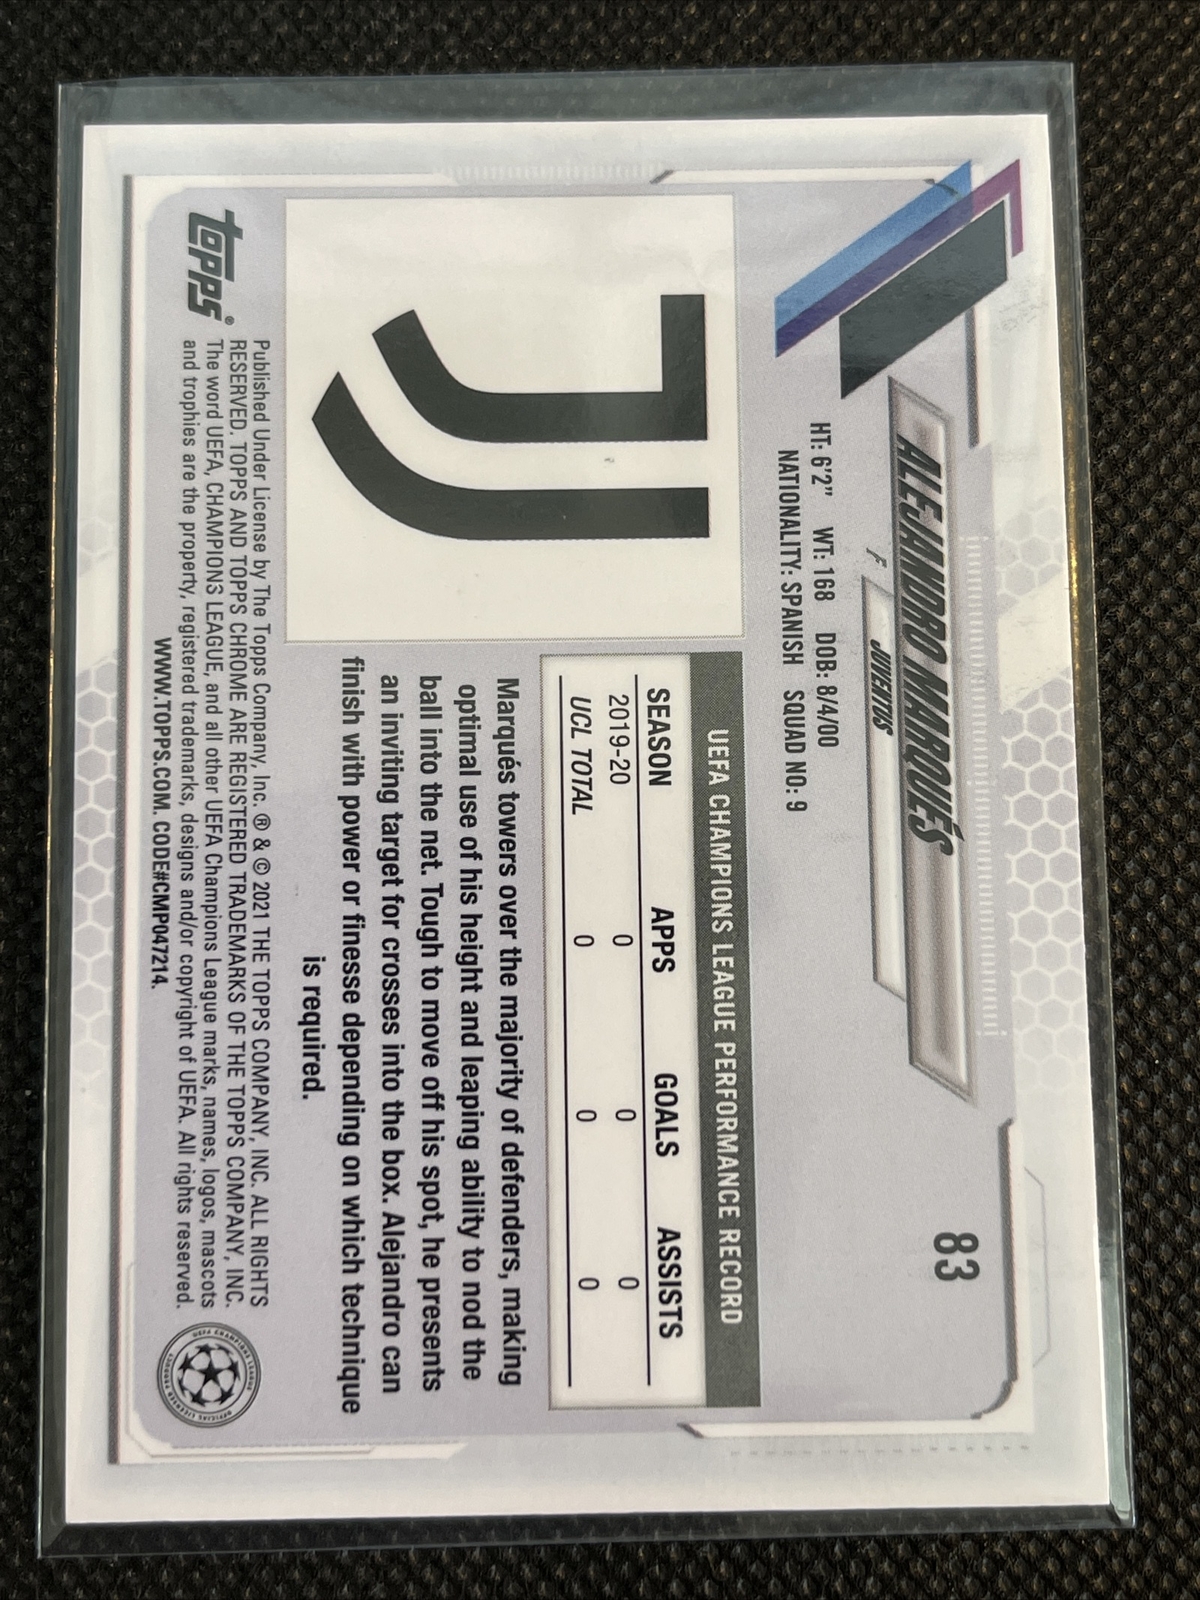 83
ALEJANDRO MARQUÉS
F JUVENTUS
HT: 6'2" WT: 168 DOB: 8/4/00
NATIONALITY: SPANISH SQUAD NO: 9
UEFA CHAMPIONS LEAGUE PERFORMANCE RECORD
SEASON APPS GOALS ASSISTS
2019-20 0 0 0
UCL TOTAL 0 0 0
Marqués towers over the majority of defenders, making
optimal use of his height and leaping ability to nod the
ball into the net. Tough to move off his spot, he presents
an inviting target for crosses into the box. Alejandro can
finish with power or finesse depending on which technique
is required.
topps®
Published Under License by The Topps Company, Inc. ® & © 2021 THE TOPPS COMPANY, INC. ALL RIGHTS
RESERVED. TOPPS AND TOPPS CHROME ARE REGISTERED TRADEMARKS OF THE TOPPS COMPANY, INC.
The word UEFA, CHAMPIONS LEAGUE, and all other UEFA Champions League marks, names, logos, mascots
and trophies are the property, registered trademarks, designs and/or copyright of UEFA. All rights reserved.
WWW.TOPPS.COM. CODE#CMP047214.